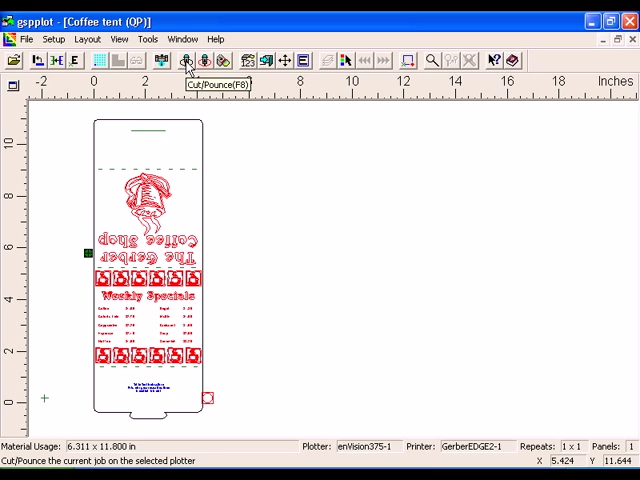 gspplot - [Coffee tent (QP)]
File Setup Layout View Tools Window Help
Cut/Pounce(F8)
-2 0 2 6 8 10 12 14 16 18 Inches
10
8
6
4
2
0
Coffee Shop
The Gerber
Weekly Specials
Material Usage: 6.311 x 11.800 in Plotter: enVision375-1 Printer: GerberEDGE2-1 Repeats: 1 x 1 Panels: 1
Cut/Pounce the current job on the selected plotter X 5.424 Y 11.644